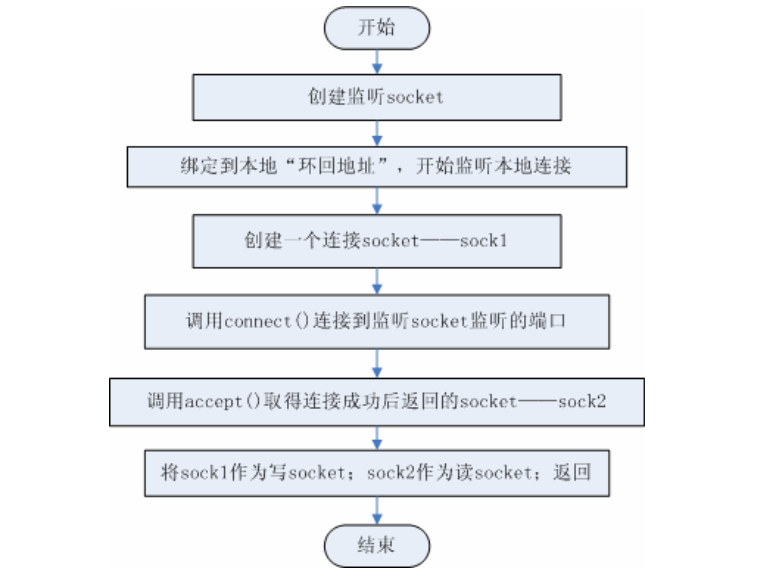 开始
创建监听socket
绑定到本地“环回地址”，开始监听本地连接
创建一个连接socket——sock1
调用connect()连接到监听socket监听的端口
调用accept()取得连接成功后返回的socket——sock2
将sock1作为写socket；sock2作为读socket；返回
结束